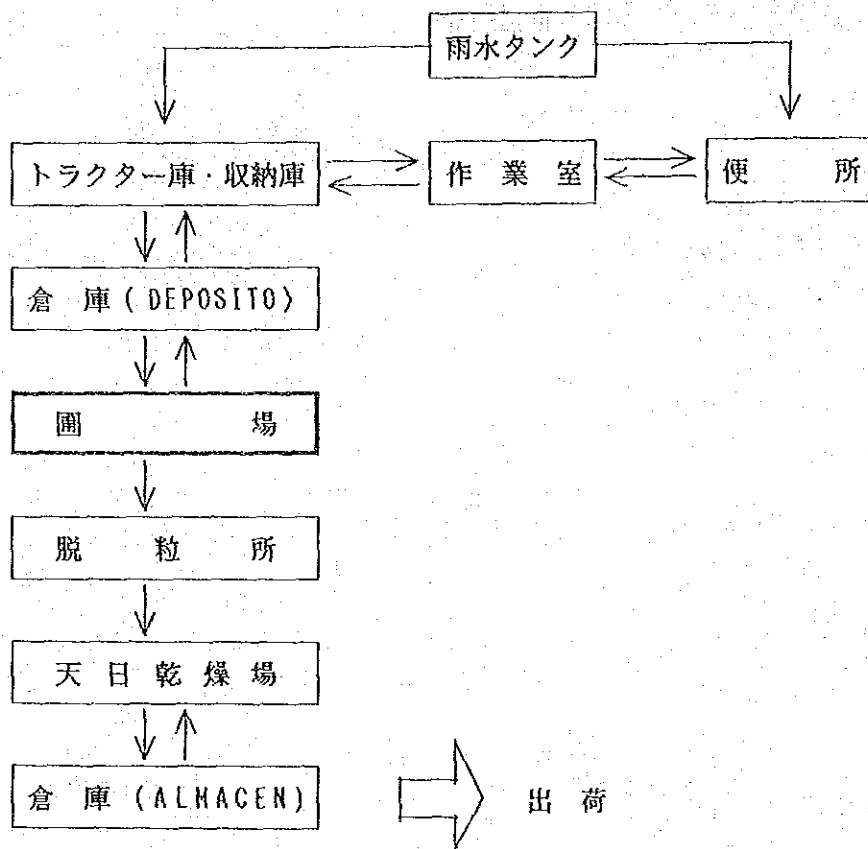 雨水タンク
トラクター庫・収納庫
作業室
便所
倉庫(DEPOSITO)
圃場
脱粒所
天日乾燥場
倉庫(ALMACEN)
出荷